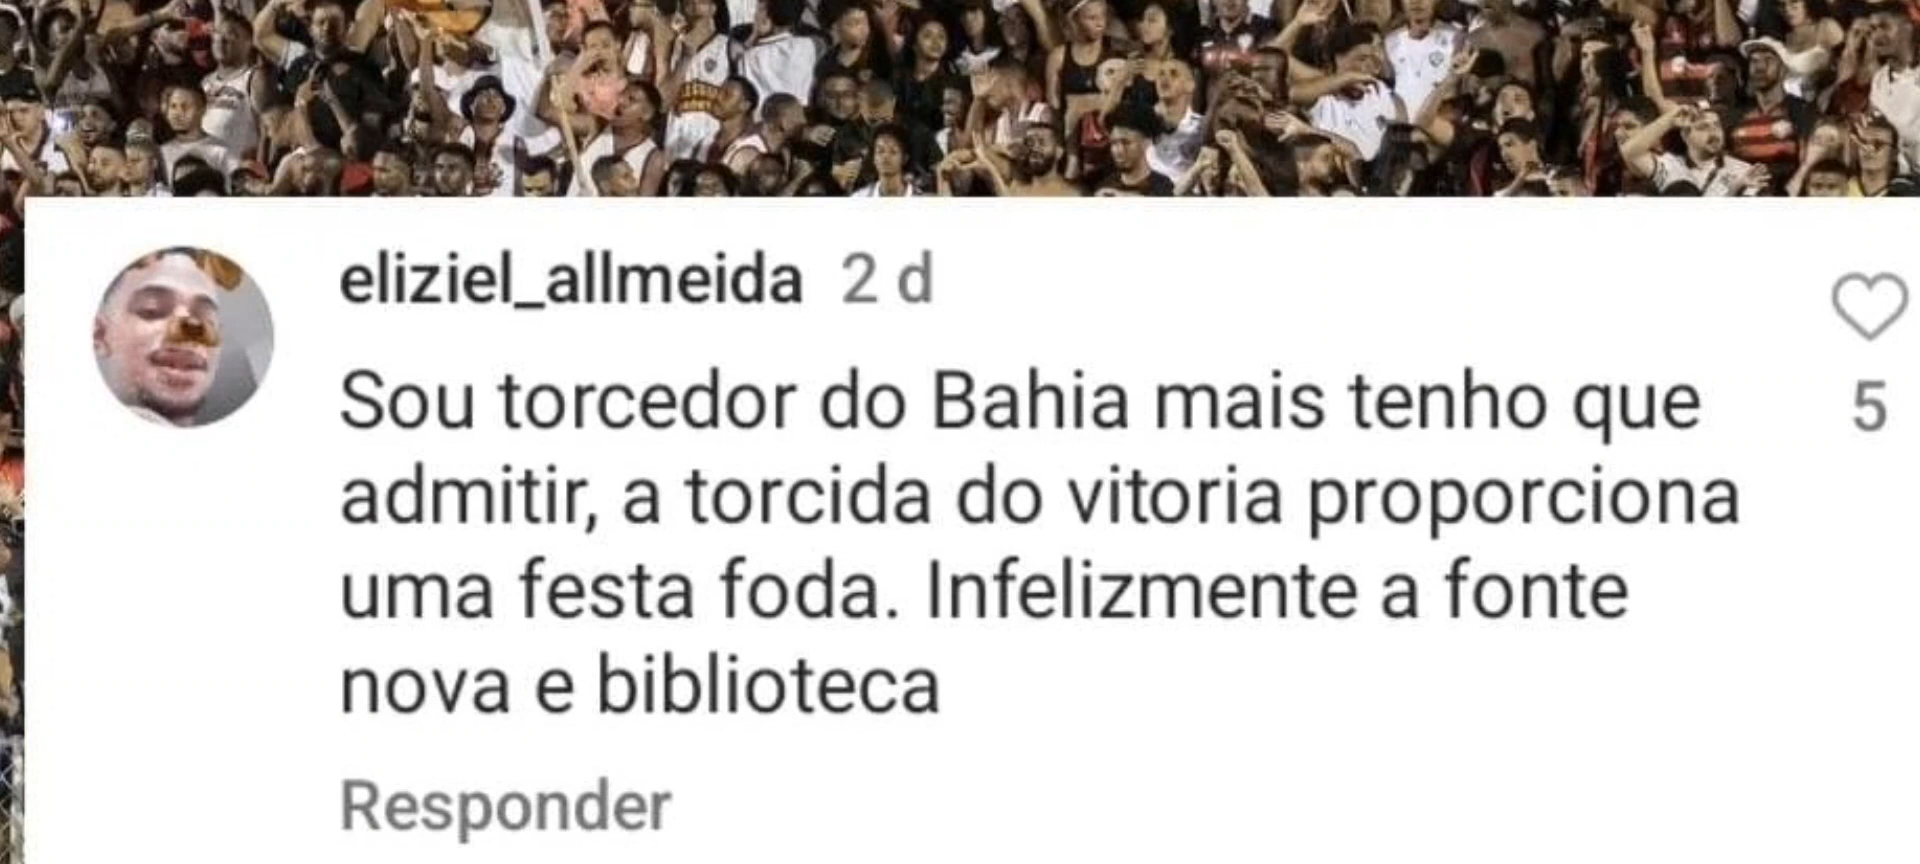 eliziel_allmeida 2 d
Sou torcedor do Bahia mais tenho que
5
admitir, a torcida do vitoria proporciona
uma festa foda. Infelizmente a fonte
nova e biblioteca
Responder